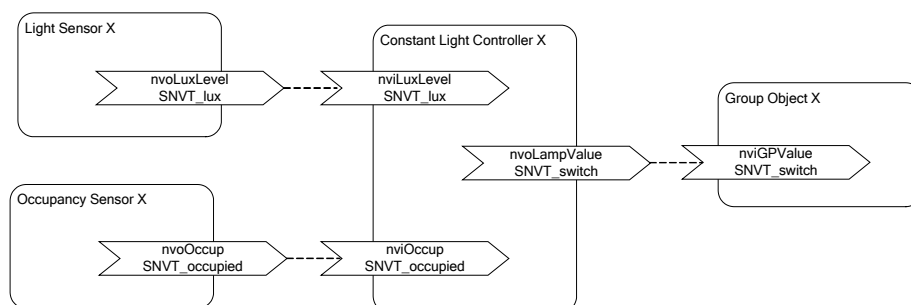 Light Sensor X
nvoLuxLevel
SNVT_lux
Constant Light Controller X
nviLuxLevel
SNVT_lux
nvoLampValue
SNVT_switch
Group Object X
nviGPValue
SNVT_switch
Occupancy Sensor X
nvoOccup
SNVT_occupied
nviOccup
SNVT_occupied